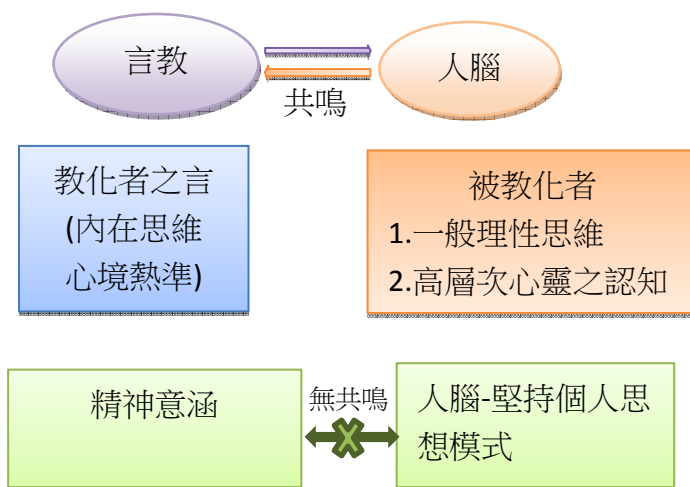 言教
人腦
共鳴
教化者之言
(內在思維
心境熱準)
被教化者
1.一般理性思維
2.高層次心靈之認知
精神意涵
無共鳴
人腦-堅持個人思
想模式